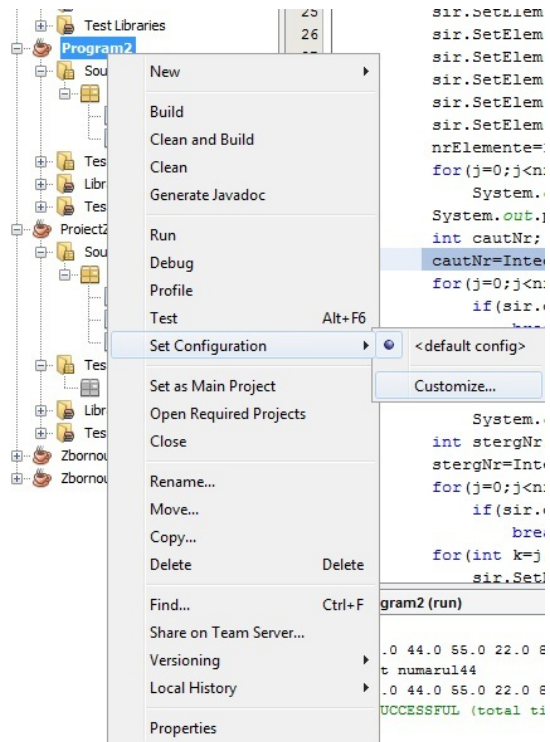 Test Libraries
Program2
Sou
Tes
Libr
Tes
ProiectZ
Sou
Tes
Libr
Tes
Zbornou
Zbornou
New
Build
Clean and Build
Clean
Generate Javadoc
Run
Debug
Profile
Test Alt+F6
Set Configuration
Set as Main Project
Open Required Projects
Close
Rename...
Move...
Copy...
Delete Delete
Find... Ctrl+F
Share on Team Server...
Versioning
Local History
Properties
<default config>
Customize...
25 sir.SetElem
26 sir.SetElem
sir.SetElem
sir.SetElem
sir.SetElem
sir.SetElem
nrElemente=
for(j=0;j<n
System.
System.out.p
int cautNr;
cautNr=Inte
for(j=0;j<n
if(sir.
System.
int stergNr
stergNr=Inte
for(j=0;j<n
if(sir.
brea
for(int k=j
sir.Set
gram2 (run)
.0 44.0 55.0 22.0 8
t numarul44
.0 44.0 55.0 22.0 8
UCCESSFUL (total ti